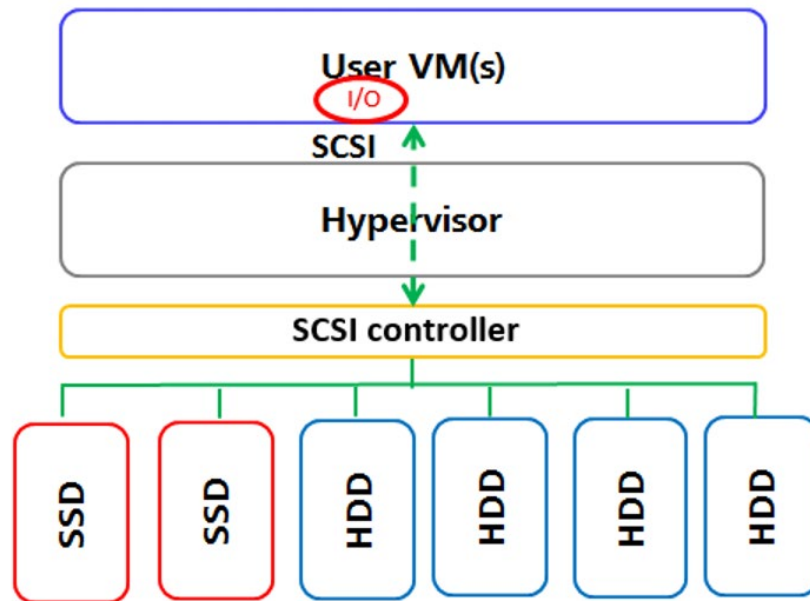 User VM(s)
I/O
SCSI
Hypervisor
SCSI controller
SSD
SSD
HDD
HDD
HDD
HDD